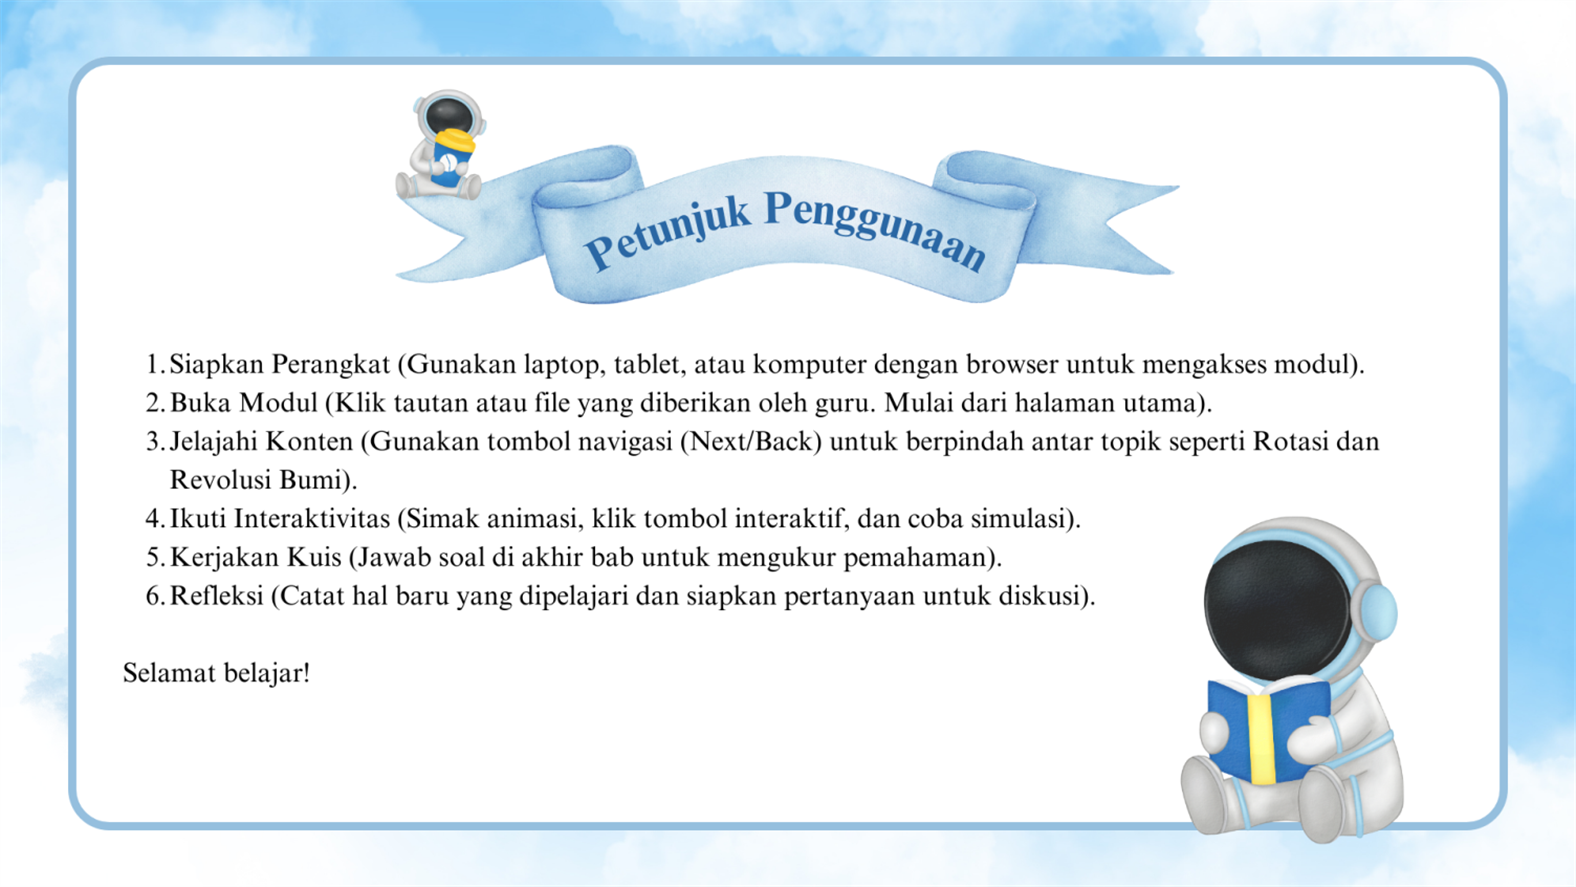 Petunjuk Penggunaan
1. Siapkan Perangkat (Gunakan laptop, tablet, atau komputer dengan browser untuk mengakses modul).
2. Buka Modul (Klik tautan atau file yang diberikan oleh guru. Mulai dari halaman utama).
3. Jelajahi Konten (Gunakan tombol navigasi (Next/Back) untuk berpindah antar topik seperti Rotasi dan
Revolusi Bumi).
4. Ikuti Interaktivitas (Simak animasi, klik tombol interaktif, dan coba simulasi).
5. Kerjakan Kuis (Jawab soal di akhir bab untuk mengukur pemahaman).
6. Refleksi (Catat hal baru yang dipelajari dan siapkan pertanyaan untuk diskusi).
Selamat belajar!